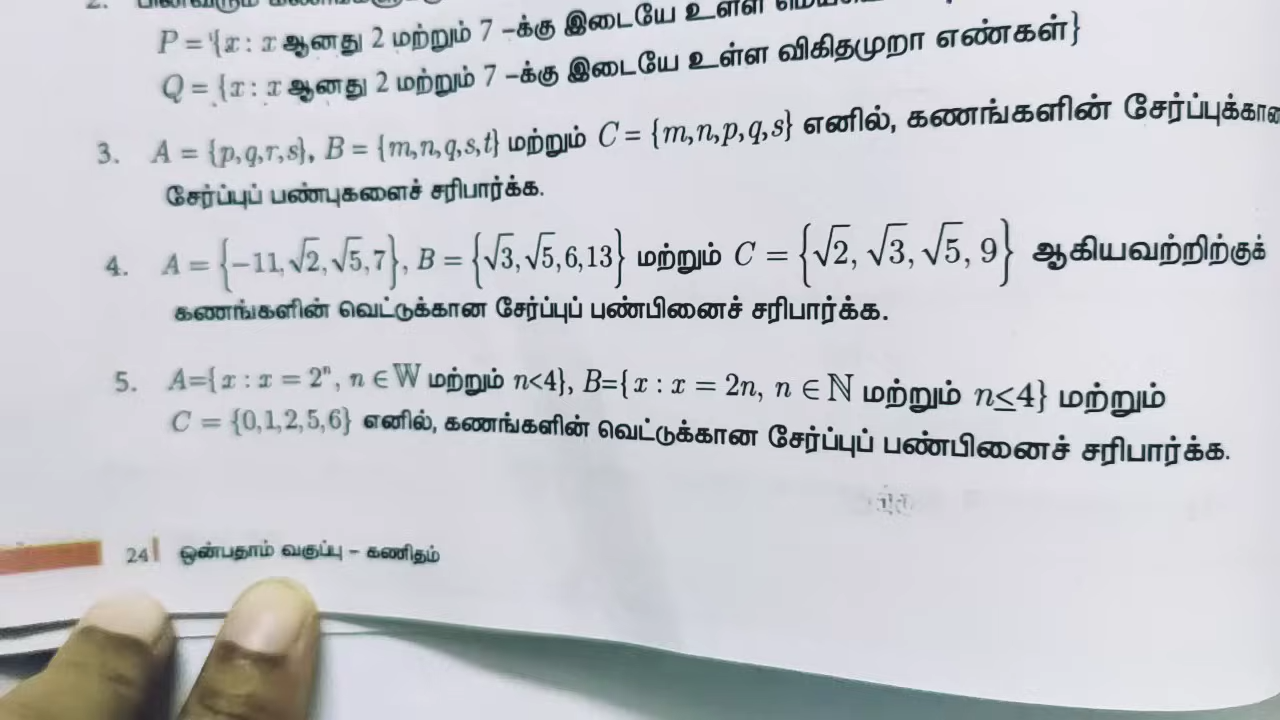 2. பின்வரும்
P = {x : x ஆனது 2 மற்றும் 7 –க்கு இடையே உள்ள
Q = {x : x ஆனது 2 மற்றும் 7 –க்கு இடையே உள்ள விகிதமுறா எண்கள்}
3. A = {p,q,r,s}, B = {m,n,q,s,t} மற்றும் C = {m,n,p,q,s} எனில், கணங்களின் சேர்ப்புக்கான
சேர்ப்புப் பண்புகளைச் சரிபார்க்க.
4. A = {−11, √2, √5, 7}, B = {√3, √5, 6, 13} மற்றும் C = {√2, √3, √5, 9} ஆகியவற்றிற்குக்
கணங்களின் வெட்டுக்கான சேர்ப்புப் பண்பினைச் சரிபார்க்க.
5. A={x : x = 2ⁿ, n ∈ 𝕎 மற்றும் n<4}, B={x : x = 2n, n ∈ ℕ மற்றும் n≤4} மற்றும்
C = {0,1,2,5,6} எனில், கணங்களின் வெட்டுக்கான சேர்ப்புப் பண்பினைச் சரிபார்க்க.
24 ஒன்பதாம் வகுப்பு – கணிதம்